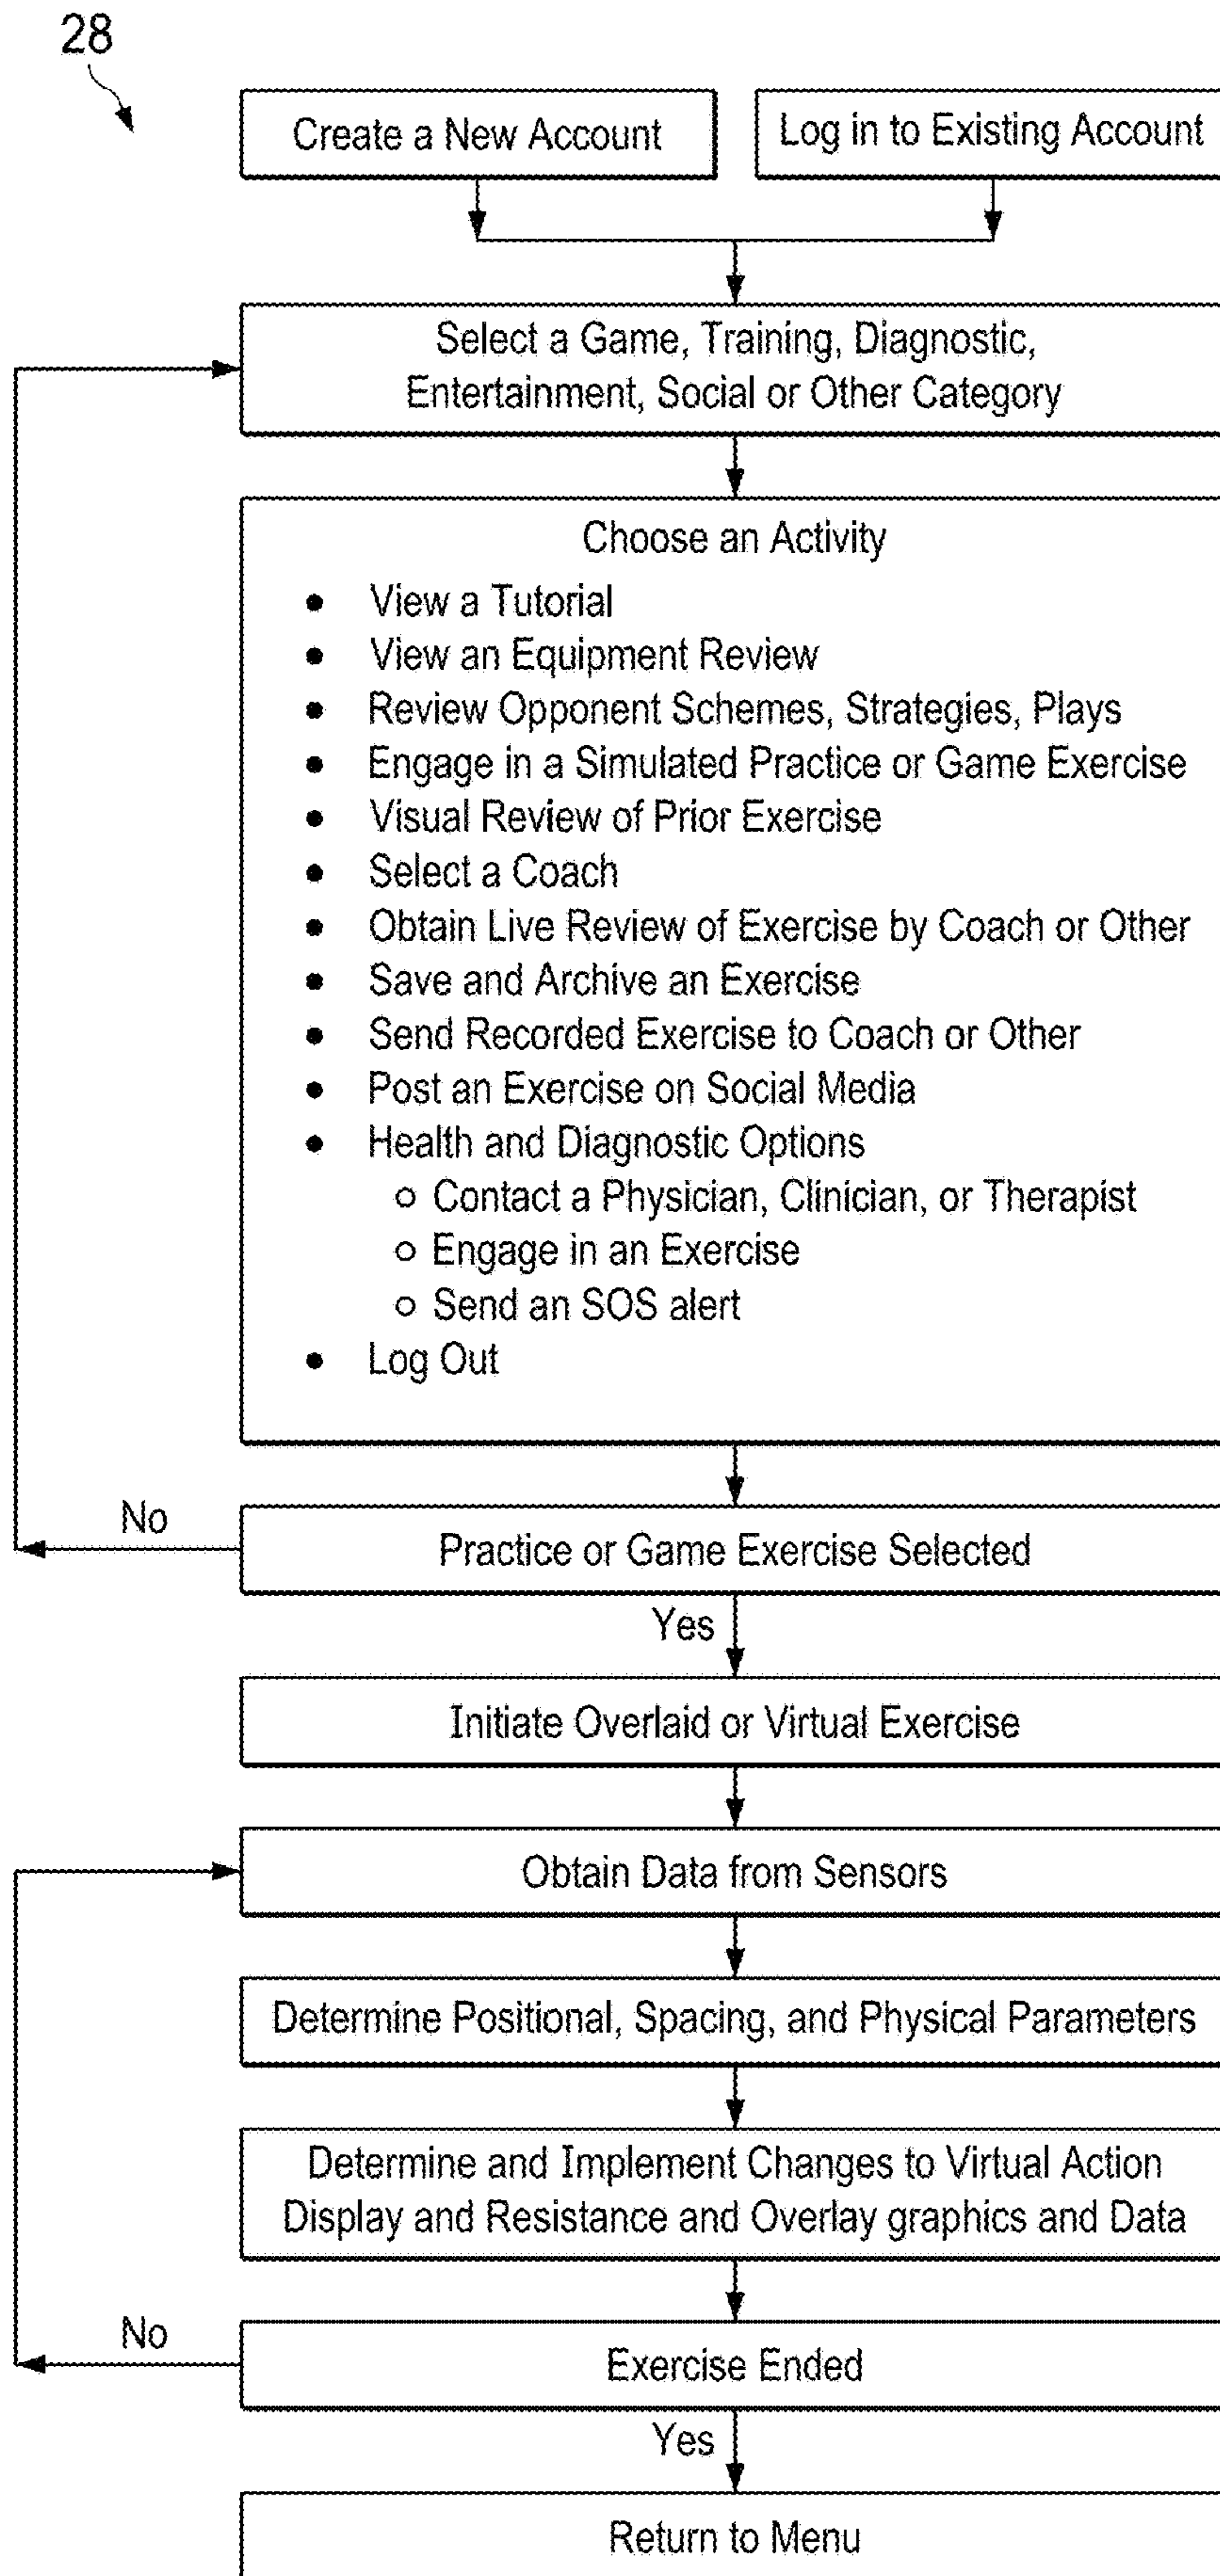 28
Create a New Account
Log in to Existing Account
Select a Game, Training, Diagnostic,
Entertainment, Social or Other Category
Choose an Activity
• View a Tutorial
• View an Equipment Review
• Review Opponent Schemes, Strategies, Plays
• Engage in a Simulated Practice or Game Exercise
• Visual Review of Prior Exercise
• Select a Coach
• Obtain Live Review of Exercise by Coach or Other
• Save and Archive an Exercise
• Send Recorded Exercise to Coach or Other
• Post an Exercise on Social Media
• Health and Diagnostic Options
o Contact a Physician, Clinician, or Therapist
o Engage in an Exercise
o Send an SOS alert
• Log Out
No
Practice or Game Exercise Selected
Yes
Initiate Overlaid or Virtual Exercise
Obtain Data from Sensors
Determine Positional, Spacing, and Physical Parameters
Determine and Implement Changes to Virtual Action
Display and Resistance and Overlay graphics and Data
No
Exercise Ended
Yes
Return to Menu